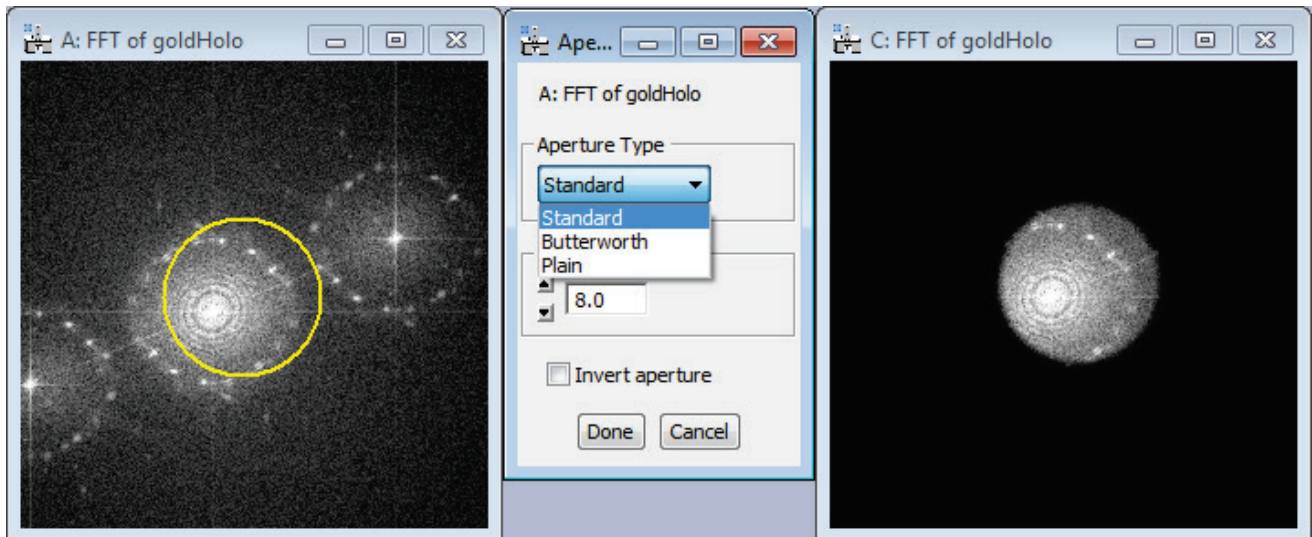 A: FFT of goldHolo
Ape...
A: FFT of goldHolo
Aperture Type
Standard
Standard
Butterworth
Plain
8.0
Invert aperture
Done
Cancel
C: FFT of goldHolo